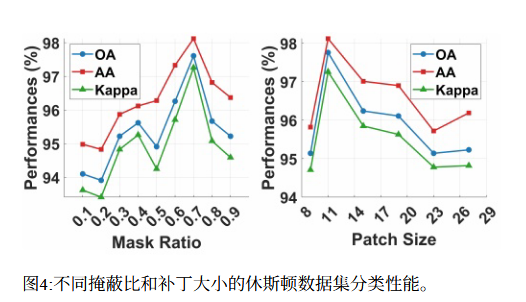 98
97
96
95
94
Performances (%)
OA
AA
Kappa
0.1 0.2 0.3 0.4 0.5 0.6 0.7 0.8 0.9
Mask Ratio
98
97
96
95
94
Performances (%)
OA
AA
Kappa
8 11 14 17 20 23 26 29
Patch Size
图4:不同掩蔽比和补丁大小的休斯顿数据集分类性能。